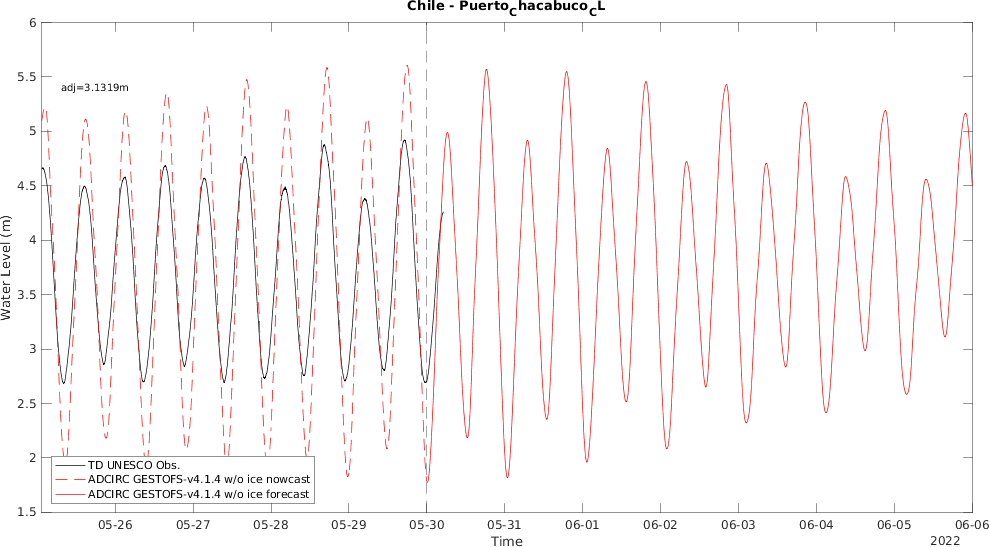 Chile - Puerto_Chacabuco_CL
6
5.5
5
4.5
4
3.5
3
2.5
2
1.5
Water Level (m)
adj=3.1319m
TD UNESCO Obs.
ADCIRC GESTOFS-v4.1.4 w/o ice nowcast
ADCIRC GESTOFS-v4.1.4 w/o ice forecast
05-26 05-27 05-28 05-29 05-30 05-31 06-01 06-02 06-03 06-04 06-05 06-06
Time
2022